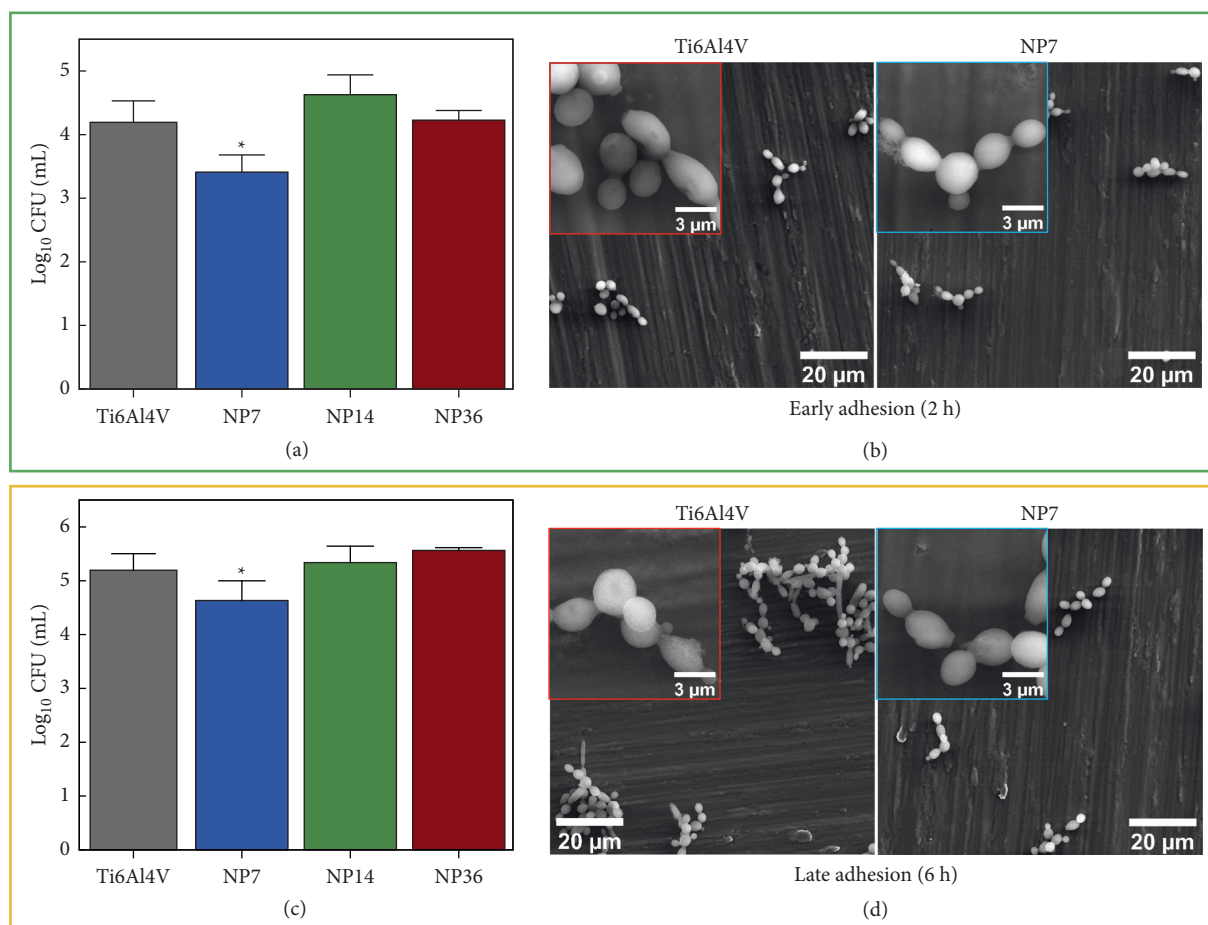 5
4
3
2
1
0
Log₁₀ CFU (mL)
*
Ti6Al4V NP7 NP14 NP36
(a)
Ti6Al4V NP7
3 µm 3 µm
20 µm 20 µm
Early adhesion (2 h)
(b)
6
5
4
3
2
1
0
Log₁₀ CFU (mL)
*
Ti6Al4V NP7 NP14 NP36
(c)
Ti6Al4V NP7
3 µm 3 µm
20 µm 20 µm
Late adhesion (6 h)
(d)